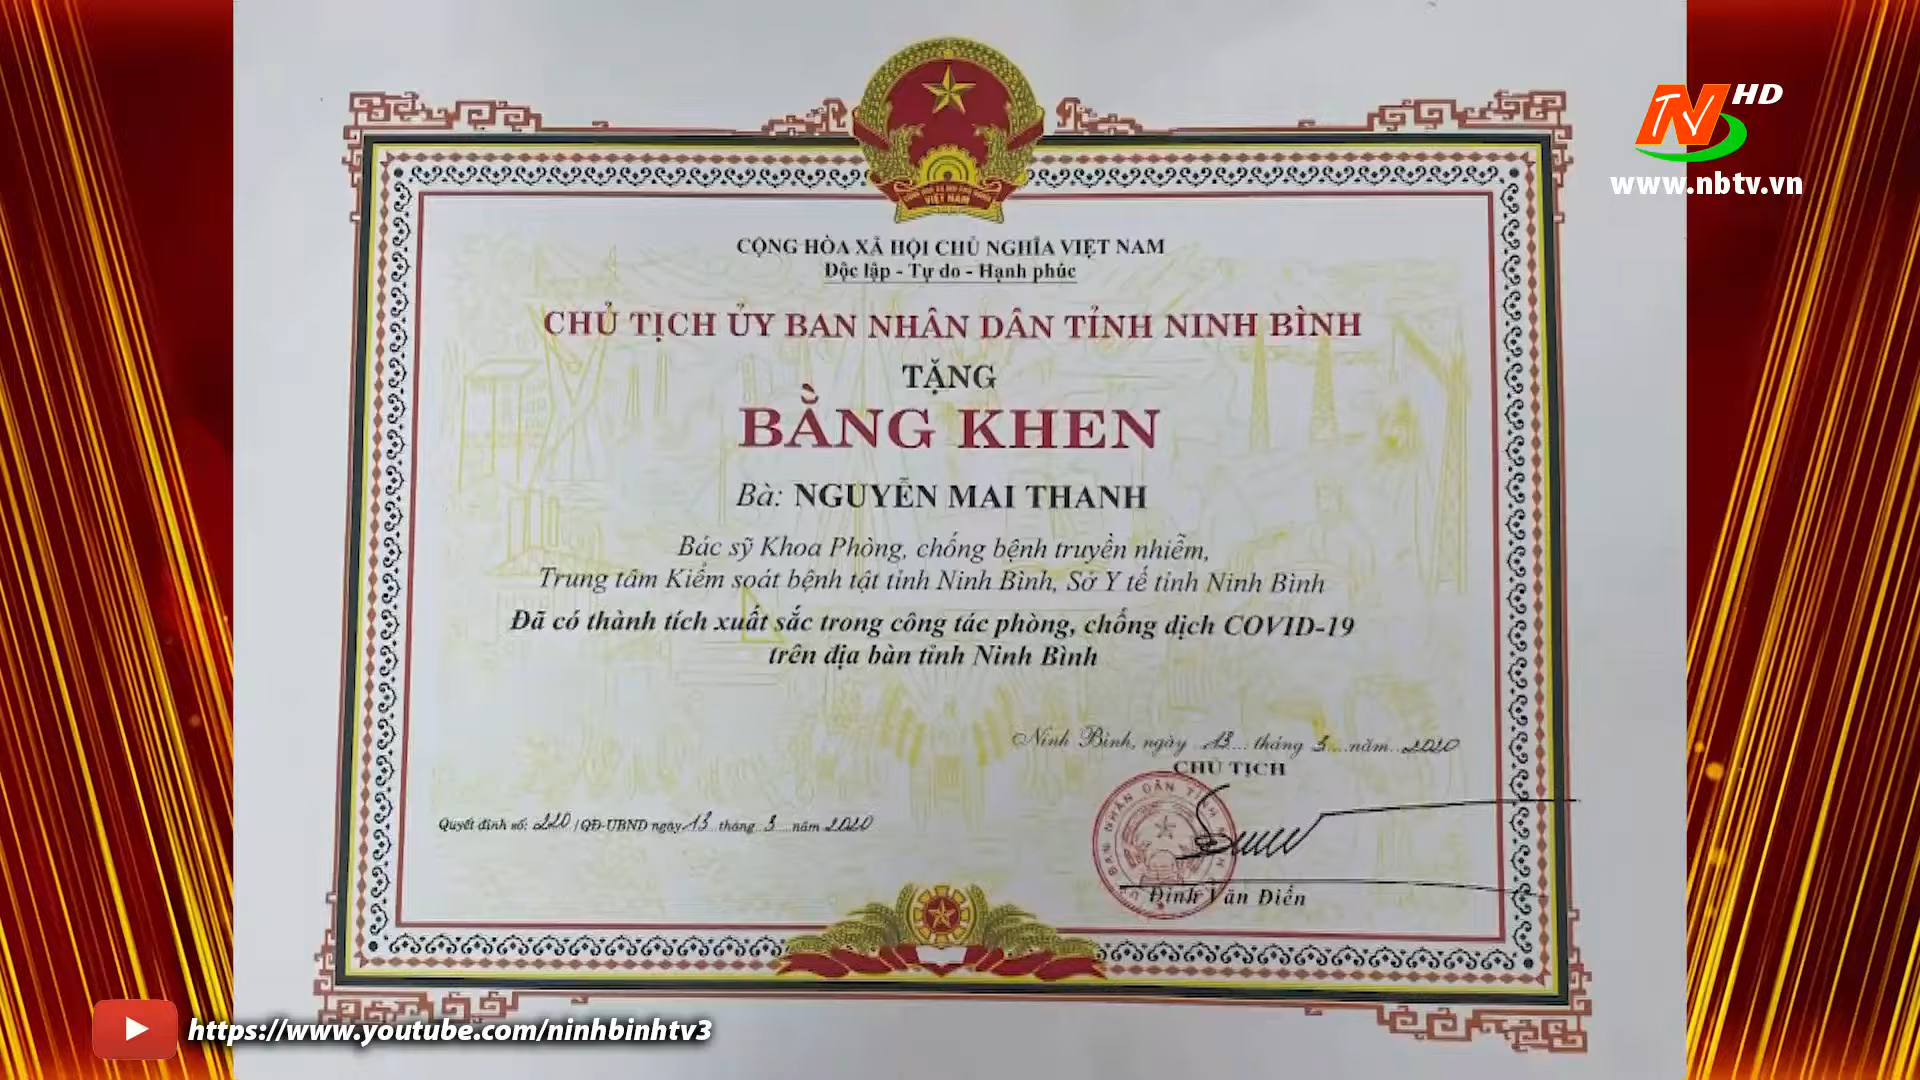 TV HD
www.nbtv.vn
VIỆT NAM
CỘNG HÒA XÃ HỘI CHỦ NGHĨA VIỆT NAM
Độc lập - Tự do - Hạnh phúc
CHỦ TỊCH ỦY BAN NHÂN DÂN TỈNH NINH BÌNH
TẶNG
BẰNG KHEN
Bà: NGUYỄN MAI THANH
Bác sỹ Khoa Phòng, chống bệnh truyền nhiễm,
Trung tâm Kiểm soát bệnh tật tỉnh Ninh Bình, Sở Y tế tỉnh Ninh Bình
Đã có thành tích xuất sắc trong công tác phòng, chống dịch COVID-19
trên địa bàn tỉnh Ninh Bình
Ninh Bình, ngày 13 tháng 3 năm 2020
CHỦ TỊCH
Quyết định số: 220 / QĐ-UBND ngày 13 tháng 3 năm 2020
Đinh Văn Điến
https://www.youtube.com/ninhbinhtv3